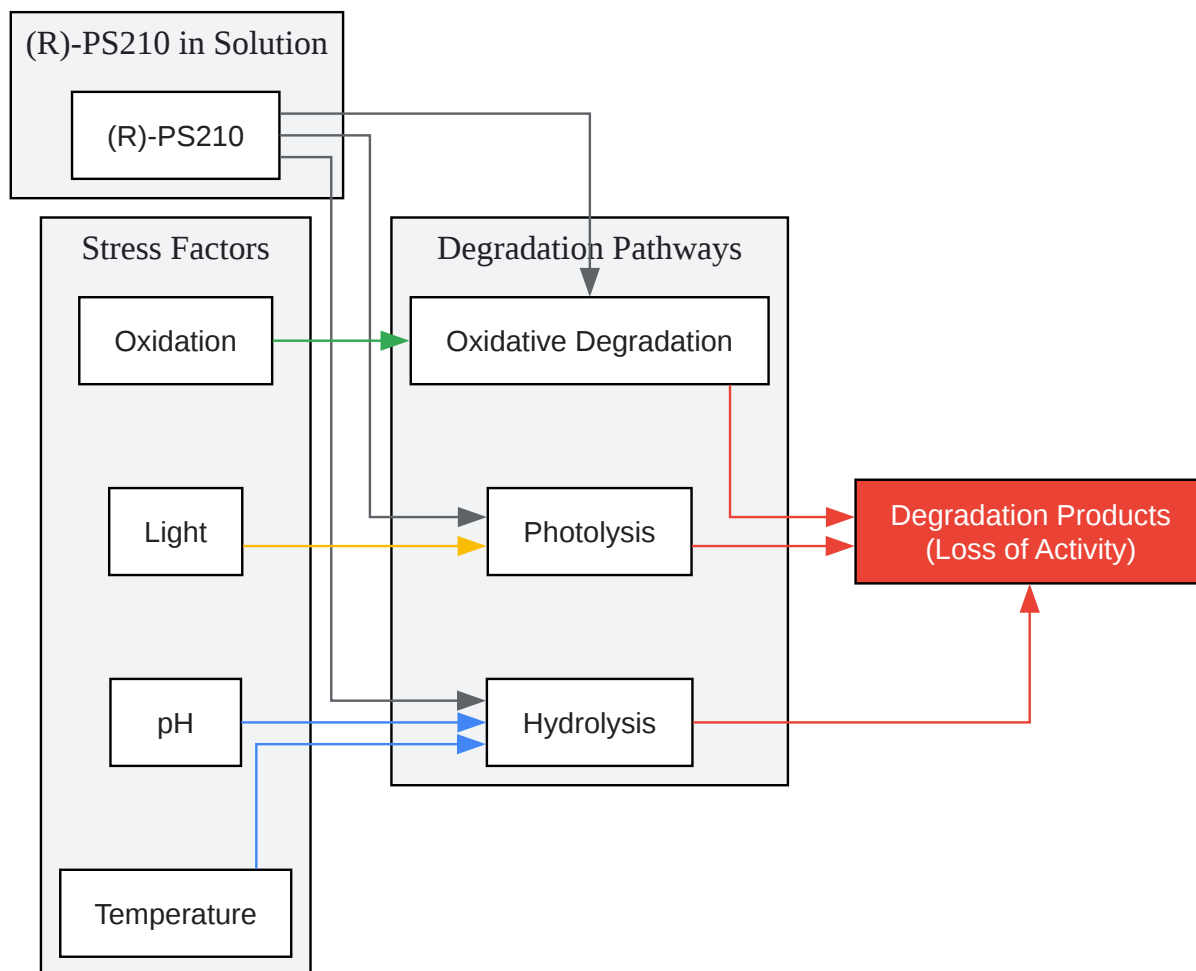 (R)-PS210 in Solution
(R)-PS210
Stress Factors
Oxidation
Light
pH
Temperature
Degradation Pathways
Oxidative Degradation
Photolysis
Hydrolysis
Degradation Products
(Loss of Activity)